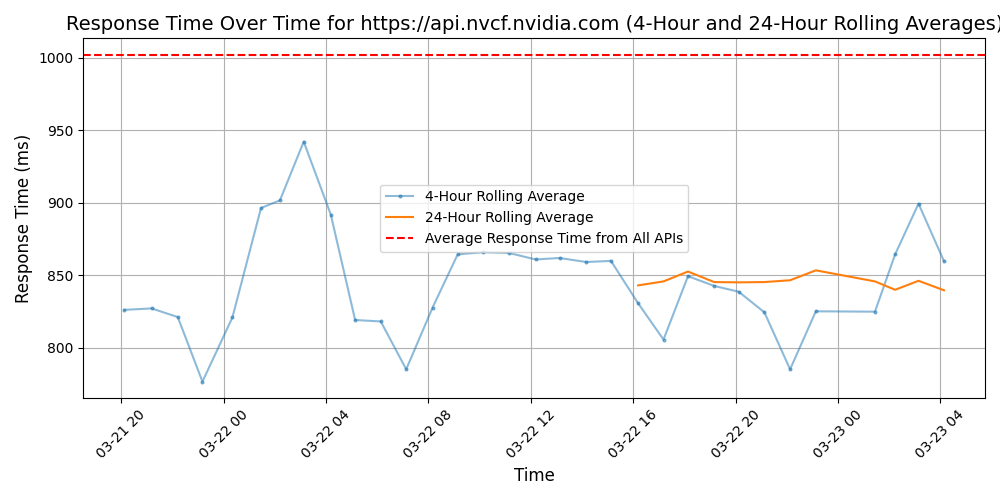 Response Time Over Time for https://api.nvcf.nvidia.com (4-Hour and 24-Hour Rolling Averages)
Response Time (ms)
1000
950
900
850
800
4-Hour Rolling Average
24-Hour Rolling Average
Average Response Time from All APIs
03-21 20
03-22 00
03-22 04
03-22 08
03-22 12
03-22 16
03-22 20
03-23 00
03-23 04
Time